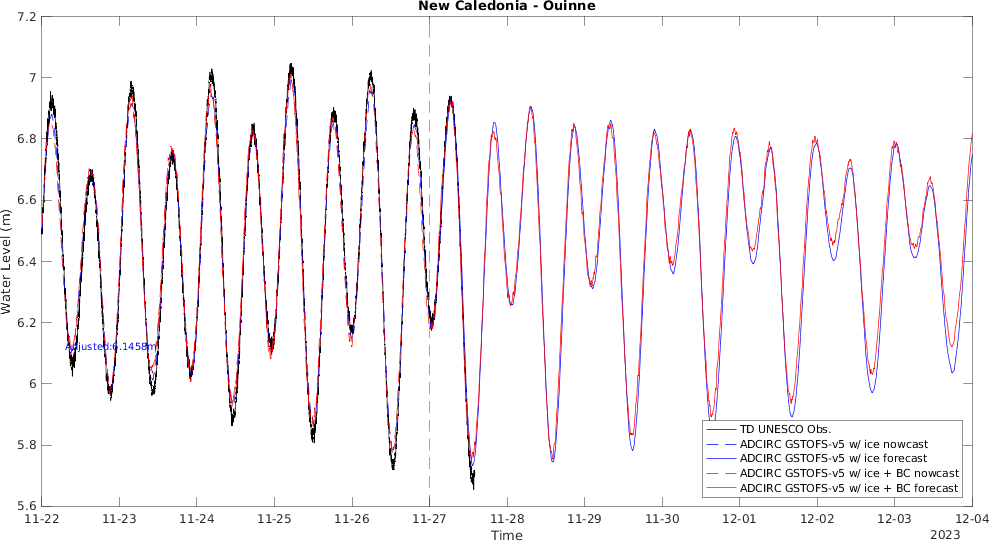 New Caledonia - Ouinne
7.2
7
6.8
6.6
6.4
6.2
6
5.8
5.6
Water Level (m)
Adjusted:6.1458m
TD UNESCO Obs.
ADCIRC GSTOFS-v5 w/ ice nowcast
ADCIRC GSTOFS-v5 w/ ice forecast
ADCIRC GSTOFS-v5 w/ ice + BC nowcast
ADCIRC GSTOFS-v5 w/ ice + BC forecast
11-22 11-23 11-24 11-25 11-26 11-27 11-28 11-29 11-30 12-01 12-02 12-03 12-04
Time
2023